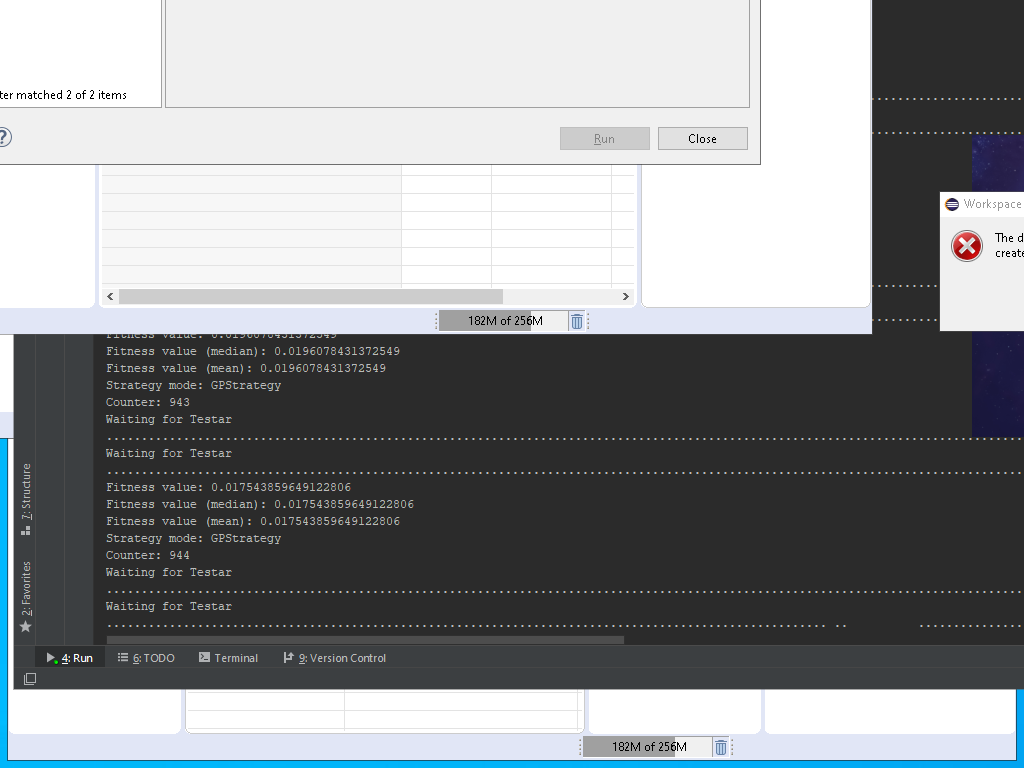 ter matched 2 of 2 items
?
Run
Close
Workspace
The d
create
182M of 256M
Fitness value: 0.0196078431372549
Fitness value (median): 0.0196078431372549
Fitness value (mean): 0.0196078431372549
Strategy mode: GPStrategy
Counter: 943
Waiting for Testar
Waiting for Testar
Fitness value: 0.017543859649122806
Fitness value (median): 0.017543859649122806
Fitness value (mean): 0.017543859649122806
Strategy mode: GPStrategy
Counter: 944
Waiting for Testar
Waiting for Testar
7: Structure
2: Favorites
4: Run
6: TODO
Terminal
9: Version Control
182M of 256M